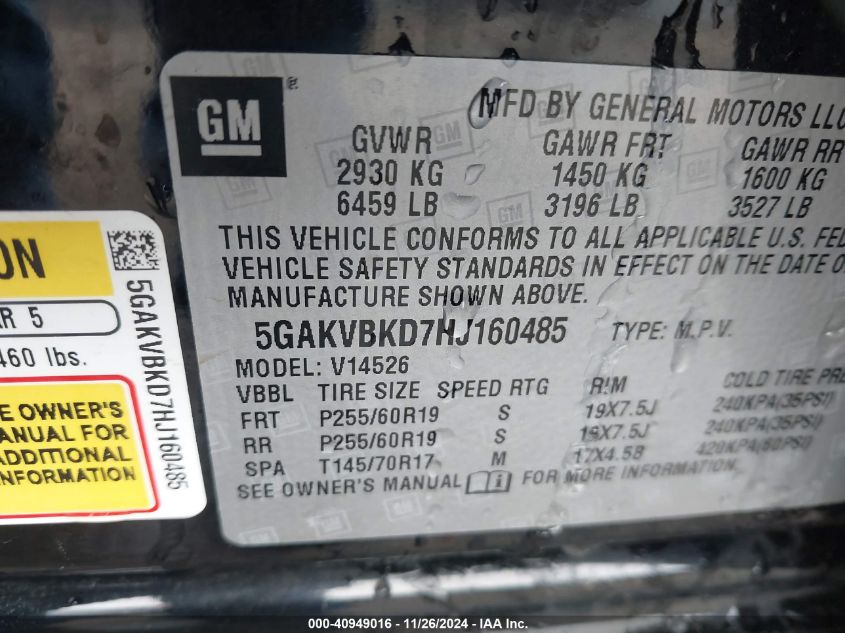 GM
MFD BY GENERAL MOTORS LLC
GVWR GAWR FRT GAWR RR
2930 KG 1450 KG 1600 KG
6459 LB 3196 LB 3527 LB
THIS VEHICLE CONFORMS TO ALL APPLICABLE U.S. FED
VEHICLE SAFETY STANDARDS IN EFFECT ON THE DATE O
MANUFACTURE SHOWN ABOVE.
5GAKVBKD7HJ160485 TYPE: M.P.V.
MODEL: V14526
VBBL TIRE SIZE SPEED RTG RIM COLD TIRE PRE
FRT P255/60R19 S 19X7.5J 240KPA(35PSI)
RR P255/60R19 S 19X7.5J 240KPA(35PSI)
SPA T145/70R17 M 17X4.5B 420KPA(60PSI)
SEE OWNER'S MANUAL FOR MORE INFORMATION.
ON
R 5
460 lbs.
E OWNER'S
ANUAL FOR
ADDITIONAL
NFORMATION
5GAKVBKD7HJ160485
000-40949016 - 11/26/2024 - IAA Inc.